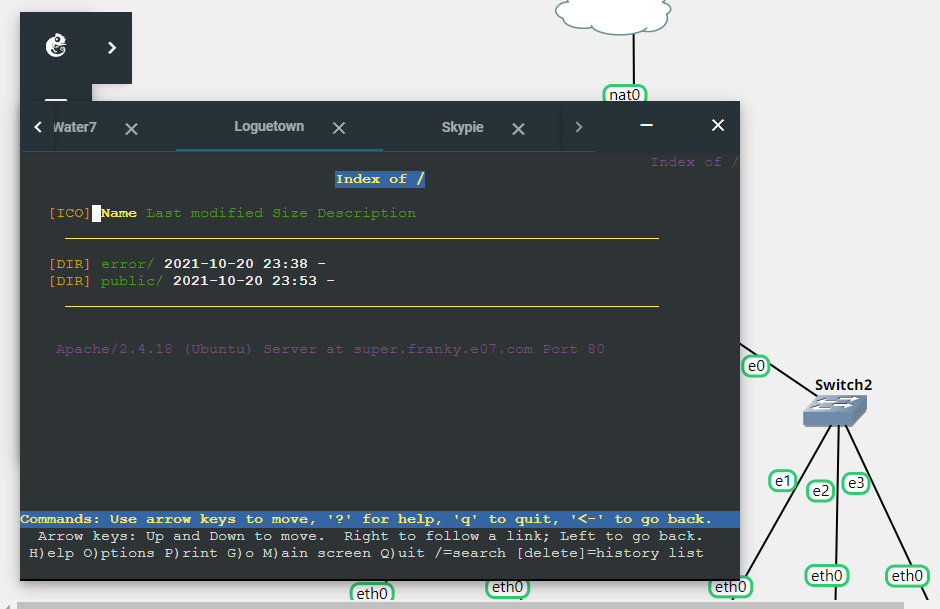 nat0
Water7 Loguetown Skypie
Index of /
Index of /
[ICO] Name Last modified Size Description
[DIR] error/ 2021-10-20 23:38 -
[DIR] public/ 2021-10-20 23:53 -
Apache/2.4.18 (Ubuntu) Server at super.franky.e07.com Port 80
e0
Switch2
e1
e2
e3
Commands: Use arrow keys to move, '?' for help, 'q' to quit, '<-' to go back.
Arrow keys: Up and Down to move. Right to follow a link; Left to go back.
H)elp O)ptions P)rint G)o M)ain screen Q)uit /=search [delete]=history list
eth0
eth0
eth0
eth0
eth0